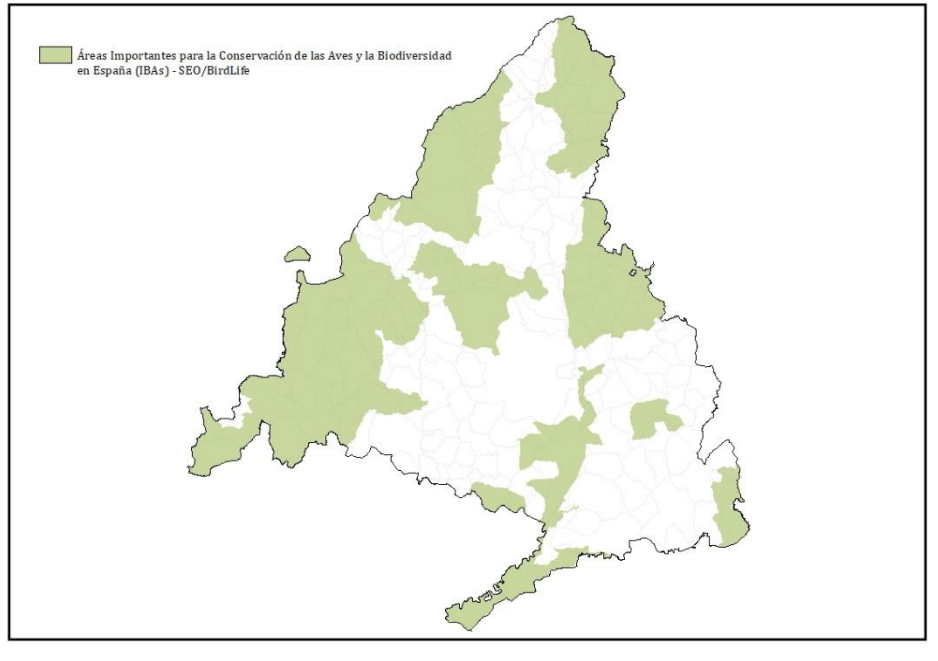 Áreas Importantes para la Conservación de las Aves y la Biodiversidad
en España (IBAs) - SEO/BirdLife